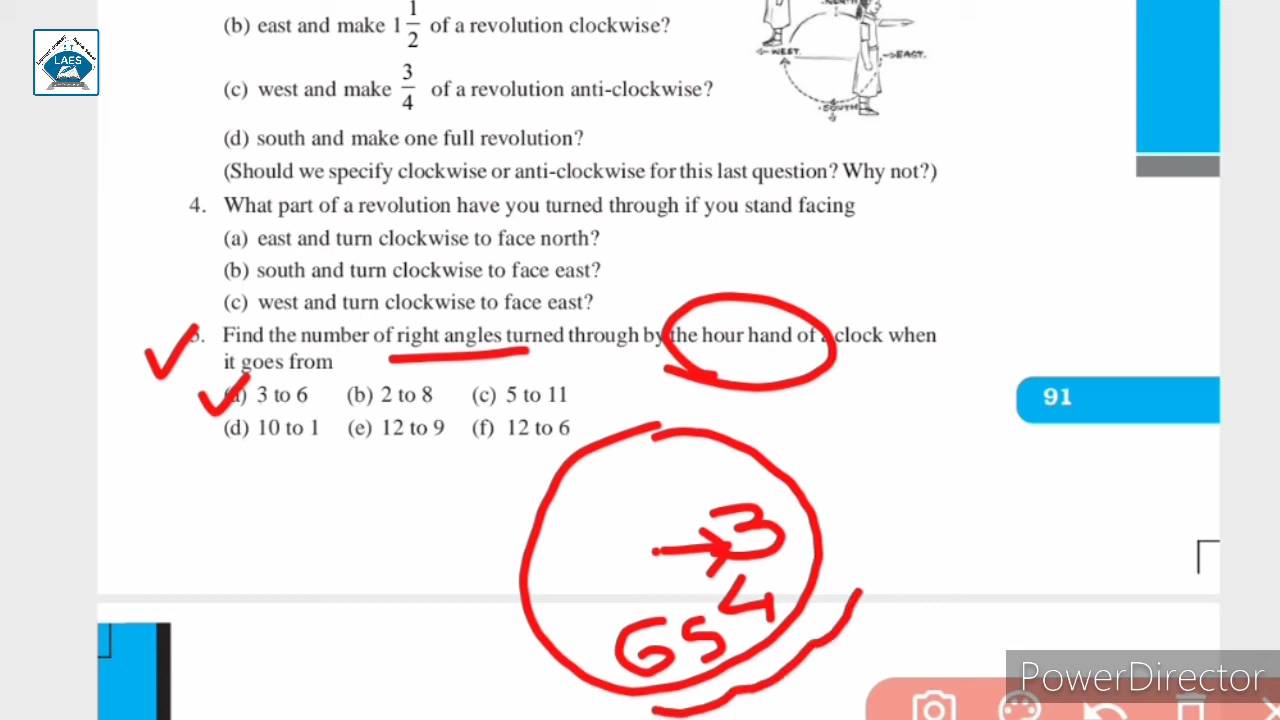 (b) east and make 1 1/2 of a revolution clockwise?
(c) west and make 3/4 of a revolution anti-clockwise?
(d) south and make one full revolution?
(Should we specify clockwise or anti-clockwise for this last question? Why not?)
4. What part of a revolution have you turned through if you stand facing
(a) east and turn clockwise to face north?
(b) south and turn clockwise to face east?
(c) west and turn clockwise to face east?
Find the number of right angles turned through by the hour hand of a clock when
it goes from
3 to 6 (b) 2 to 8 (c) 5 to 11
(d) 10 to 1 (e) 12 to 9 (f) 12 to 6
WEST
EAST.
SOUTH
LAES
91
3
4
5
6
PowerDirector